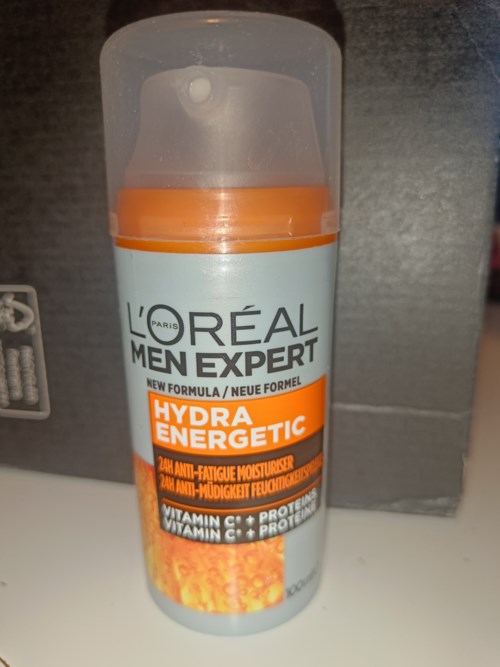 L'ORÉAL
PARIS
MEN EXPERT
NEW FORMULA / NEUE FORMEL
HYDRA
ENERGETIC
24H ANTI-FATIGUE MOISTURISER
24H ANTI-MÜDIGKEIT
VITAMIN C* + PROTEINS
VITAMIN C* + PROTEINE